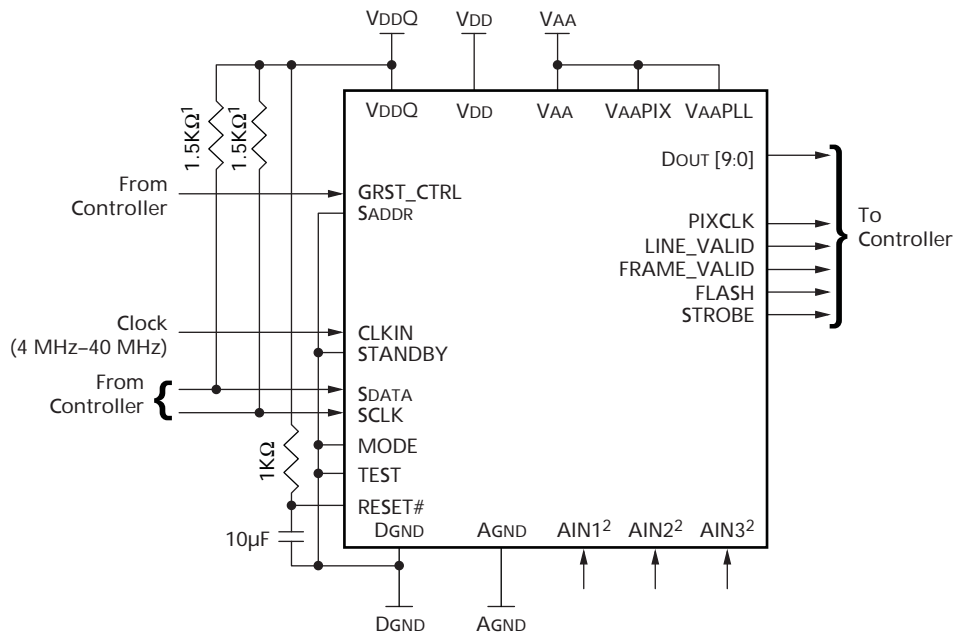 VDDQ
VDD
VAA
VDDQ
VDD
VAA
VAAPIX
VAAPLL
1.5KΩ¹
1.5KΩ¹
DOUT [9:0]
From
Controller
GRST_CTRL
SADDR
PIXCLK
LINE_VALID
FRAME_VALID
FLASH
STROBE
To
Controller
Clock
(4 MHz–40 MHz)
CLKIN
STANDBY
From
Controller
SDATA
SCLK
MODE
TEST
1KΩ
RESET#
10µF
DGND
AGND
AIN1²
AIN2²
AIN3²
DGND
AGND